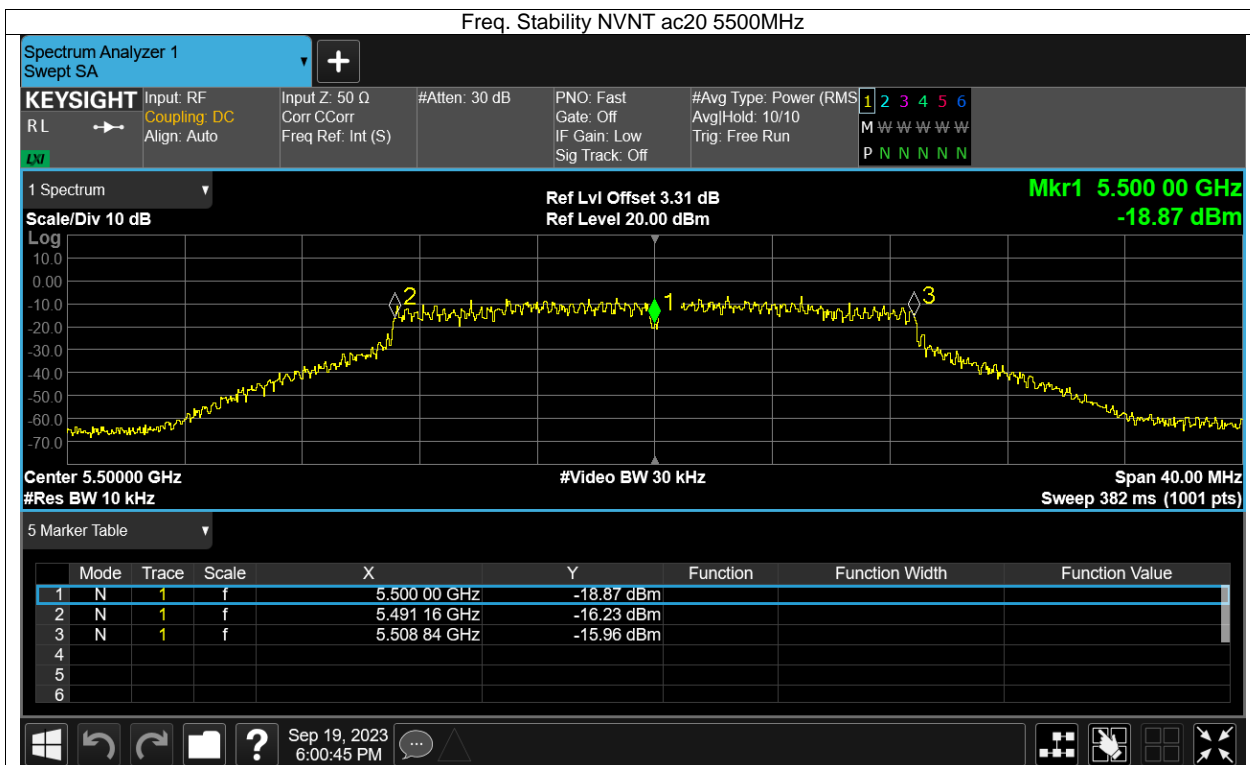 Freq. Stability NVNT ac20 5500MHz
Spectrum Analyzer 1
Swept SA
+
KEYSIGHT Input: RF Input Z: 50 Ω #Atten: 30 dB PNO: Fast #Avg Type: Power (RMS 1 2 3 4 5 6
RL Coupling: DC Corr CCorr Gate: Off Avg|Hold: 10/10 M W W W W W
Align: Auto Freq Ref: Int (S) IF Gain: Low Trig: Free Run
LXI Sig Track: Off P N N N N N
1 Spectrum Ref Lvl Offset 3.31 dB Mkr1 5.500 00 GHz
Scale/Div 10 dB Ref Level 20.00 dBm -18.87 dBm
Log
10.0
0.00
-10.0
-20.0
-30.0
-40.0
-50.0
-60.0
-70.0
2 1 3
Center 5.50000 GHz #Video BW 30 kHz Span 40.00 MHz
#Res BW 10 kHz Sweep 382 ms (1001 pts)
5 Marker Table
Mode Trace Scale X Y Function Function Width Function Value
1 N 1 f 5.500 00 GHz -18.87 dBm
2 N 1 f 5.491 16 GHz -16.23 dBm
3 N 1 f 5.508 84 GHz -15.96 dBm
4
5
6
? Sep 19, 2023
6:00:45 PM